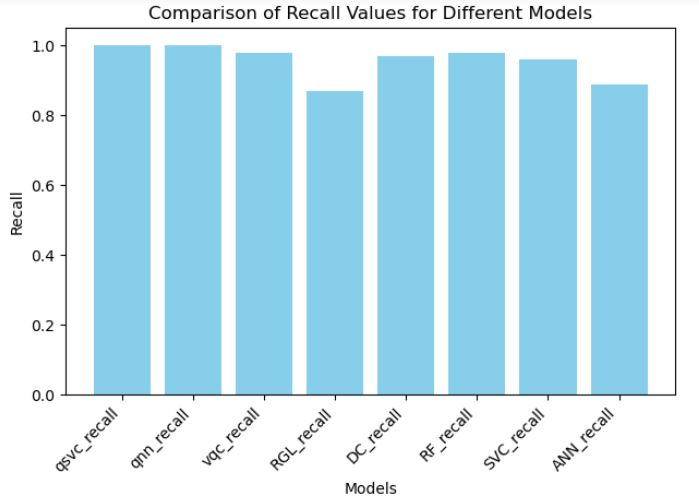 Comparison of Recall Values for Different Models
1.0
0.8
0.6
0.4
0.2
0.0
Recall
qsvc_recall
qnn_recall
vqc_recall
RGL_recall
DC_recall
RF_recall
SVC_recall
ANN_recall
Models